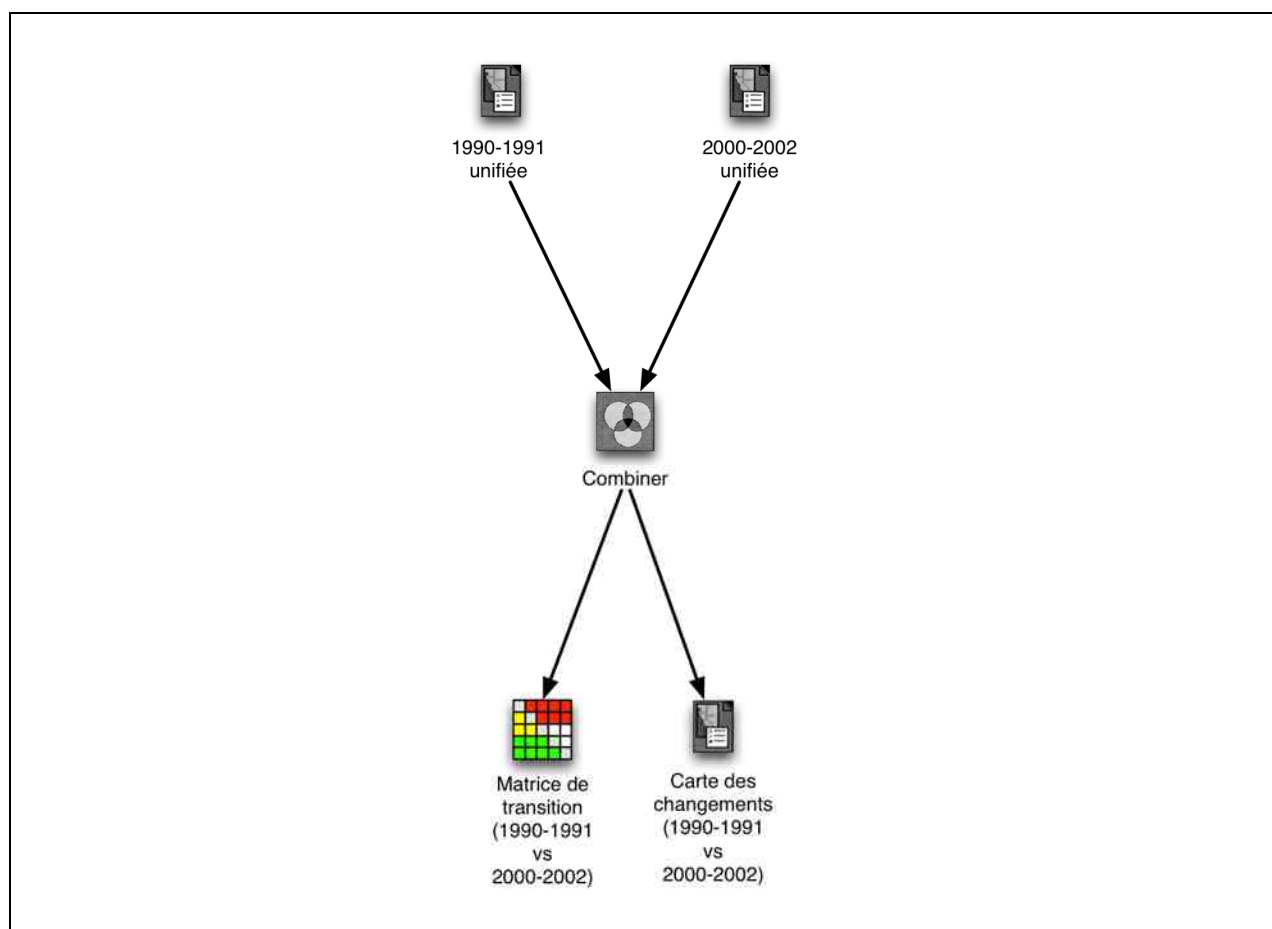 1990-1991
unifiée
2000-2002
unifiée
Combiner
Matrice de
transition
(1990-1991
vs
2000-2002)
Carte des
changements
(1990-1991
vs
2000-2002)